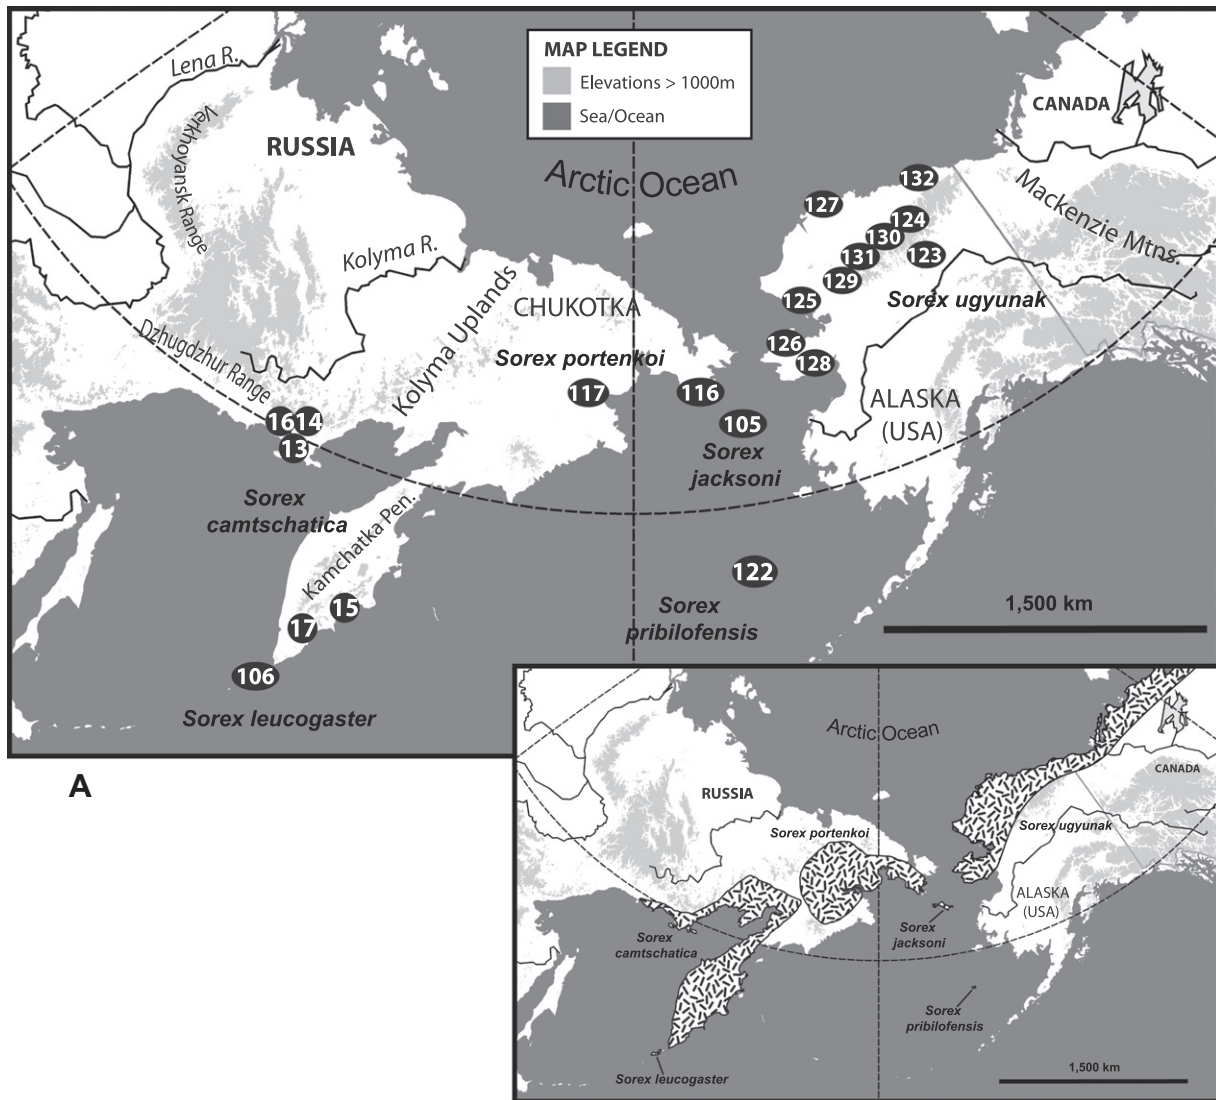 MAP LEGEND
Elevations > 1000m
Sea/Ocean
Lena R.
Verkhoyansk Range
RUSSIA
Arctic Ocean
CANADA
Mackenzie Mtns.
132
127
124
130
131
123
129
125
Sorex ugyunak
126
128
Kolyma R.
Kolyma Uplands
CHUKOTKA
Sorex portenkoi
117
116
105
Sorex
jacksoni
ALASKA
(USA)
Dzhugdzhur Range
16
14
13
Sorex
camtschatica
Kamchatka Pen.
15
17
106
Sorex leucogaster
122
Sorex
pribilofensis
1,500 km
A
Arctic Ocean
RUSSIA
CANADA
Sorex portenkoi
Sorex ugyunak
ALASKA
(USA)
Sorex
camtschatica
Sorex
jacksoni
Sorex
pribilofensis
Sorex leucogaster
1,500 km